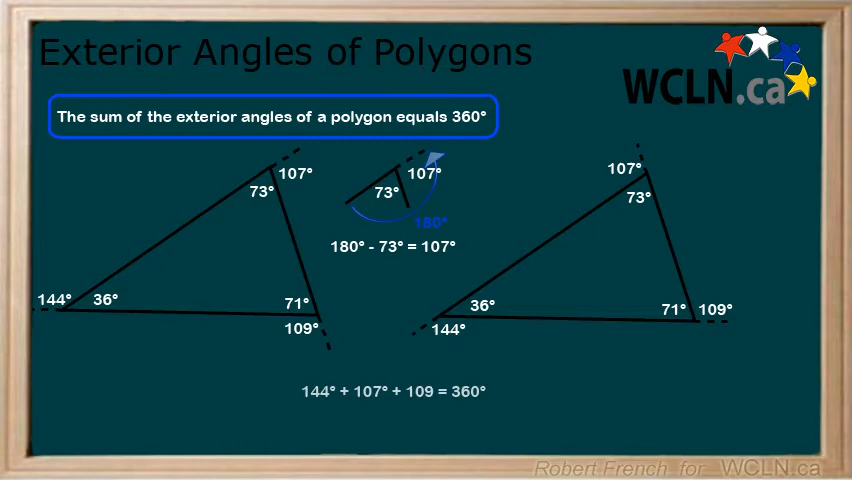 Exterior Angles of Polygons
WCLN.ca
The sum of the exterior angles of a polygon equals 360°
107°
73°
144°
36°
71°
109°
107°
73°
180°
180° - 73° = 107°
107°
73°
36°
144°
71°
109°
144° + 107° + 109 = 360°
Robert French for WCLN.ca